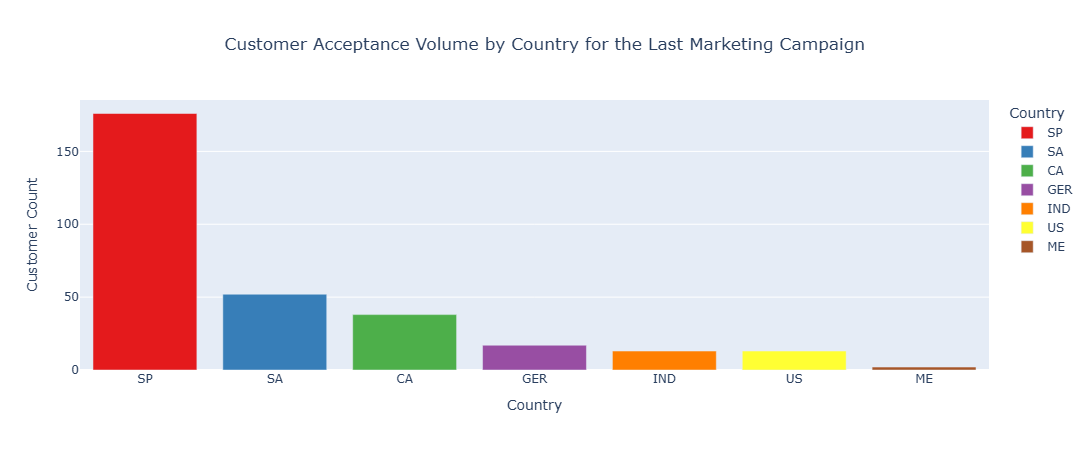 Customer Acceptance Volume by Country for the Last Marketing Campaign
Customer Count
150
100
50
0
SP
SA
CA
GER
IND
US
ME
Country
Country
SP
SA
CA
GER
IND
US
ME